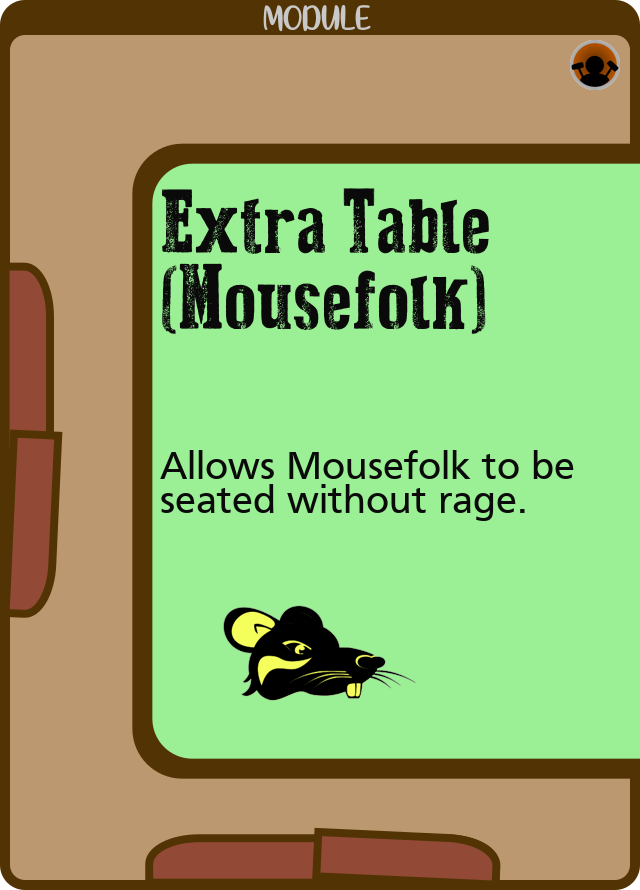 MODULE
Extra Table
(Mousefolk)
Allows Mousefolk to be
seated without rage.